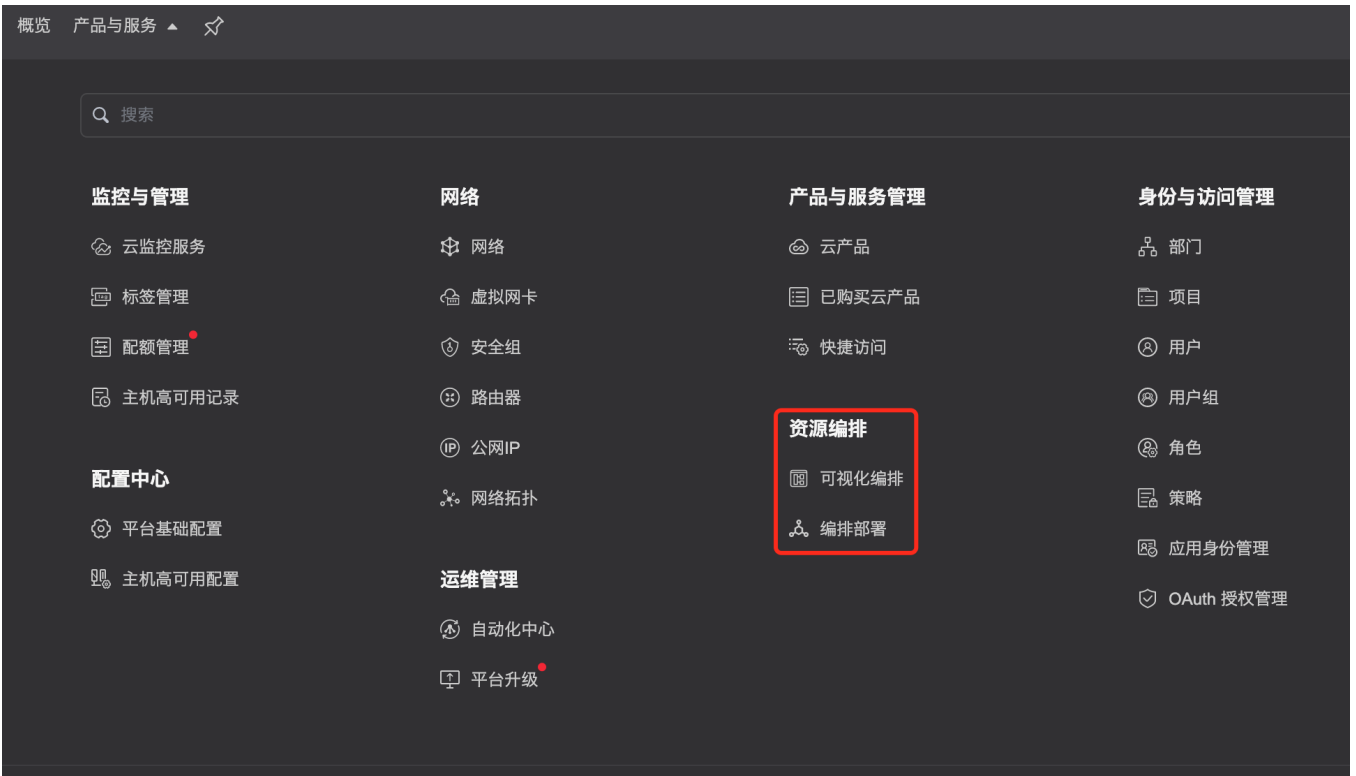 概览 产品与服务
搜索
监控与管理
云监控服务
标签管理
配额管理
主机高可用记录
配置中心
平台基础配置
主机高可用配置
网络
网络
虚拟网卡
安全组
路由器
IP 公网IP
网络拓扑
运维管理
自动化中心
平台升级
产品与服务管理
云产品
已购买云产品
快捷访问
资源编排
可视化编排
编排部署
身份与访问管理
部门
项目
用户
用户组
角色
策略
应用身份管理
OAuth 授权管理